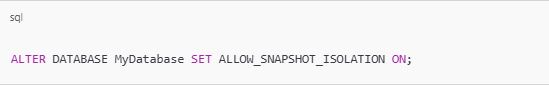 sql
ALTER DATABASE MyDatabase SET ALLOW_SNAPSHOT_ISOLATION ON;